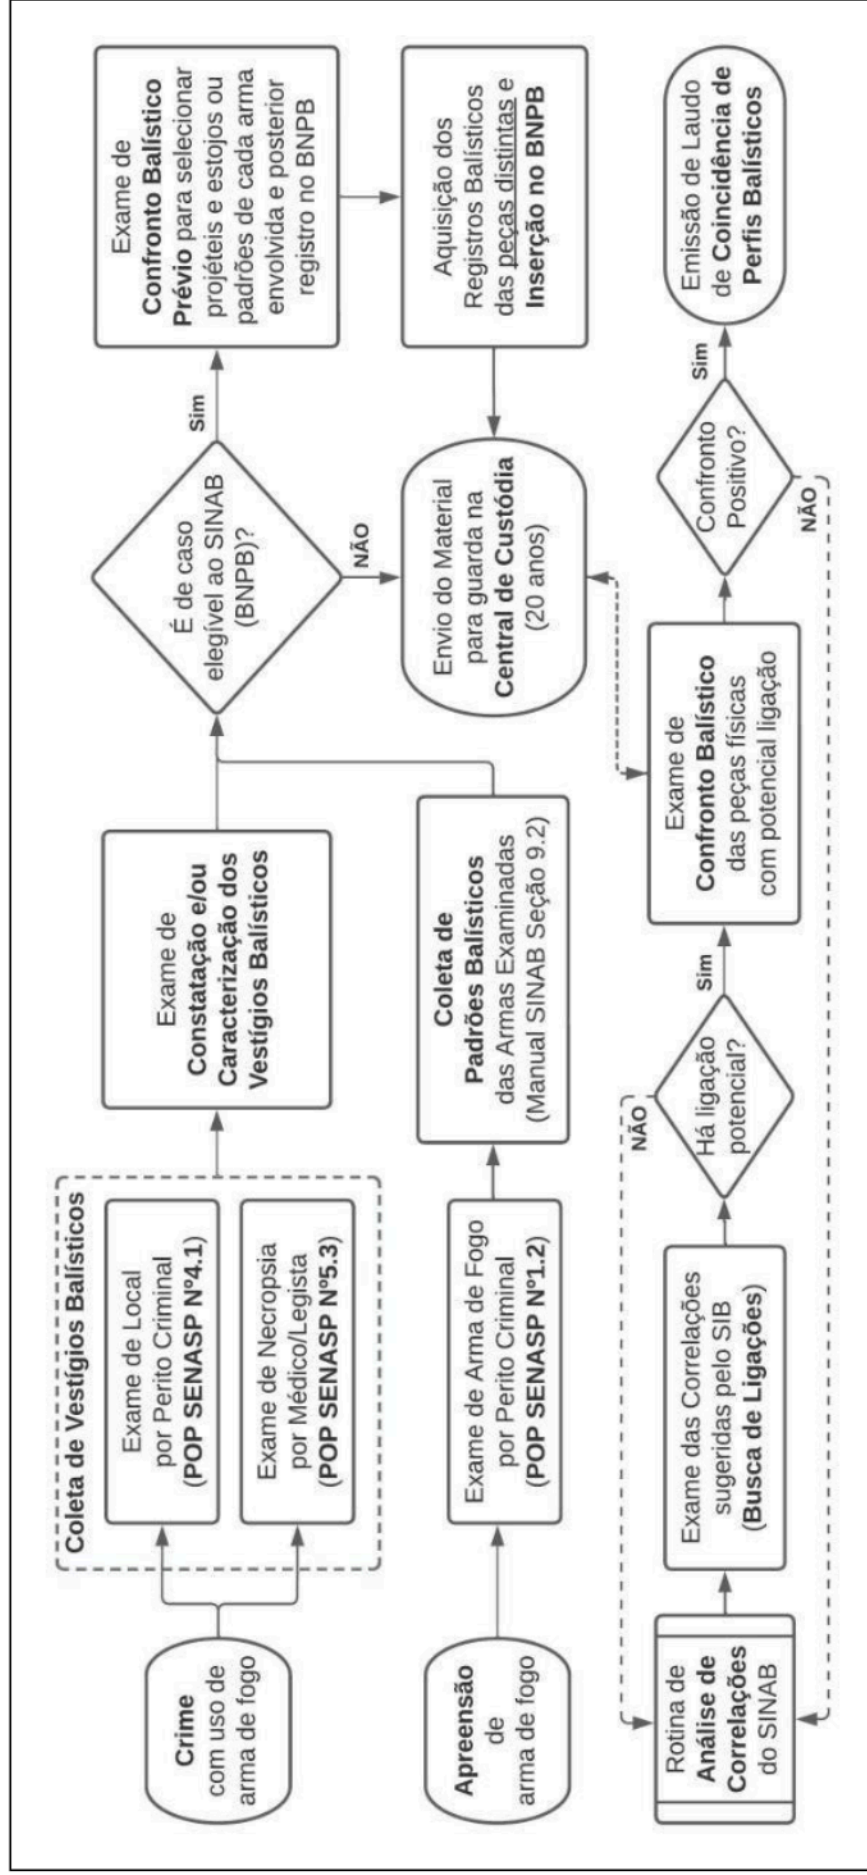 Crime
com uso de
arma de fogo
Coleta de Vestígios Balísticos
Exame de Local
por Perito Criminal
(POP SENASP Nº4.1)
Exame de Necropsia
por Médico/Legista
(POP SENASP Nº5.3)
Exame de
Constatação e/ou
Caracterização dos
Vestígios Balísticos
É de caso
elegível ao SINAB
(BNPB)?
Sim
NÃO
Exame de
Confronto Balístico
Prévio para selecionar
projéteis e estojos ou
padrões de cada arma
envolvida e posterior
registro no BNPB
Apreensão
de
arma de fogo
Exame de Arma de Fogo
por Perito Criminal
(POP SENASP Nº1.2)
Coleta de
Padrões Balísticos
das Armas Examinadas
(Manual SINAB Seção 9.2)
Envio do Material
para guarda na
Central de Custódia
(20 anos)
Aquisição dos
Registros Balísticos
das peças distintas e
Inserção no BNPB
Rotina de
Análise de
Correlações
do SINAB
Exame das Correlações
sugeridas pelo SIB
(Busca de Ligações)
NÃO
Há ligação
potencial?
Sim
Exame de
Confronto Balístico
das peças físicas
com potencial ligação
Confronto
Positivo?
NÃO
Sim
Emissão de Laudo
de Coincidência de
Perfis Balísticos